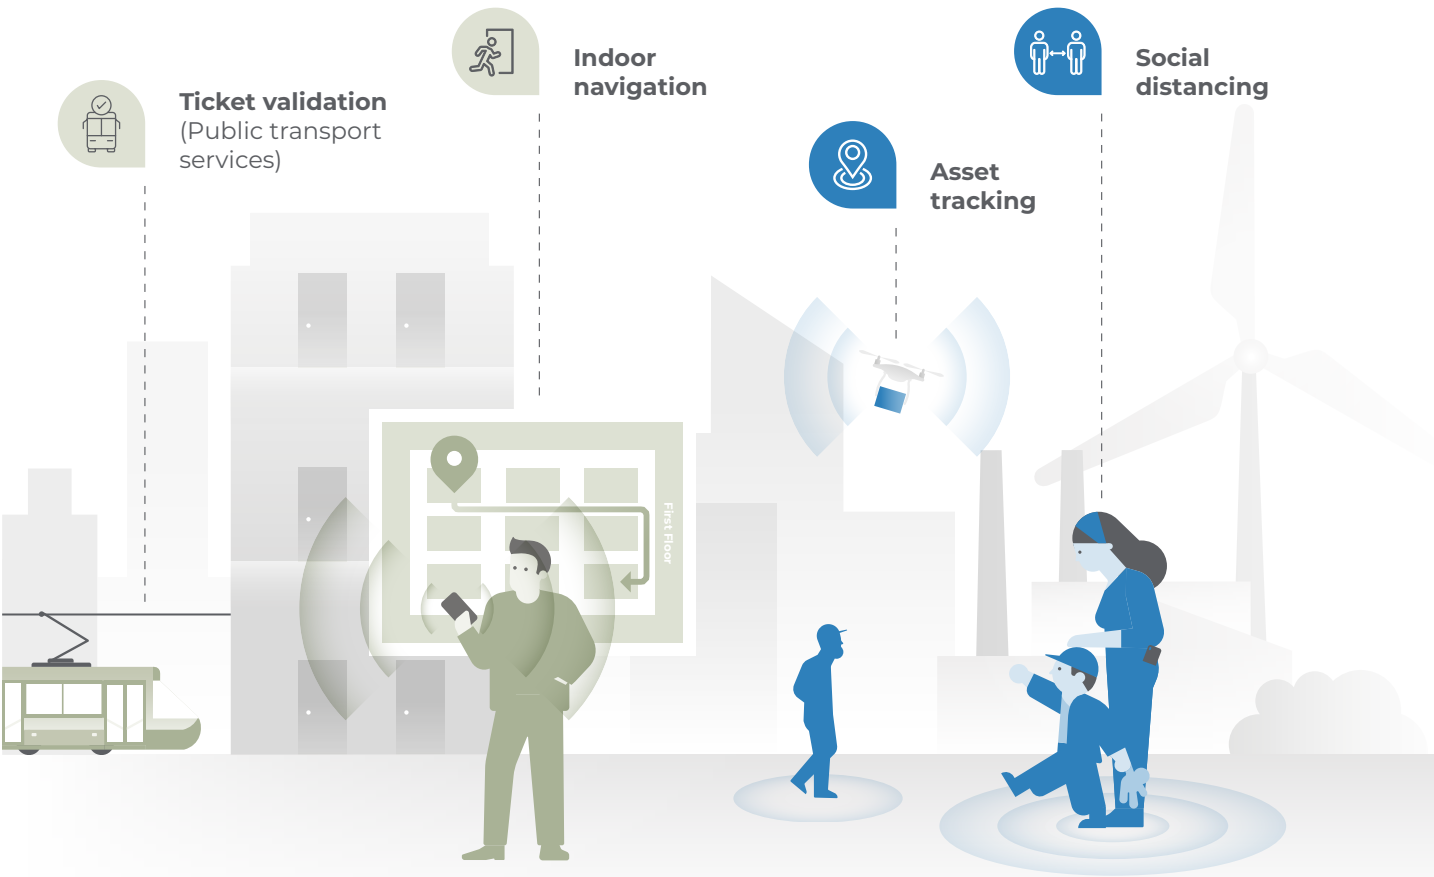 Indoor
navigation
Social
distancing
Ticket validation
(Public transport
services)
Asset
tracking
First Floor